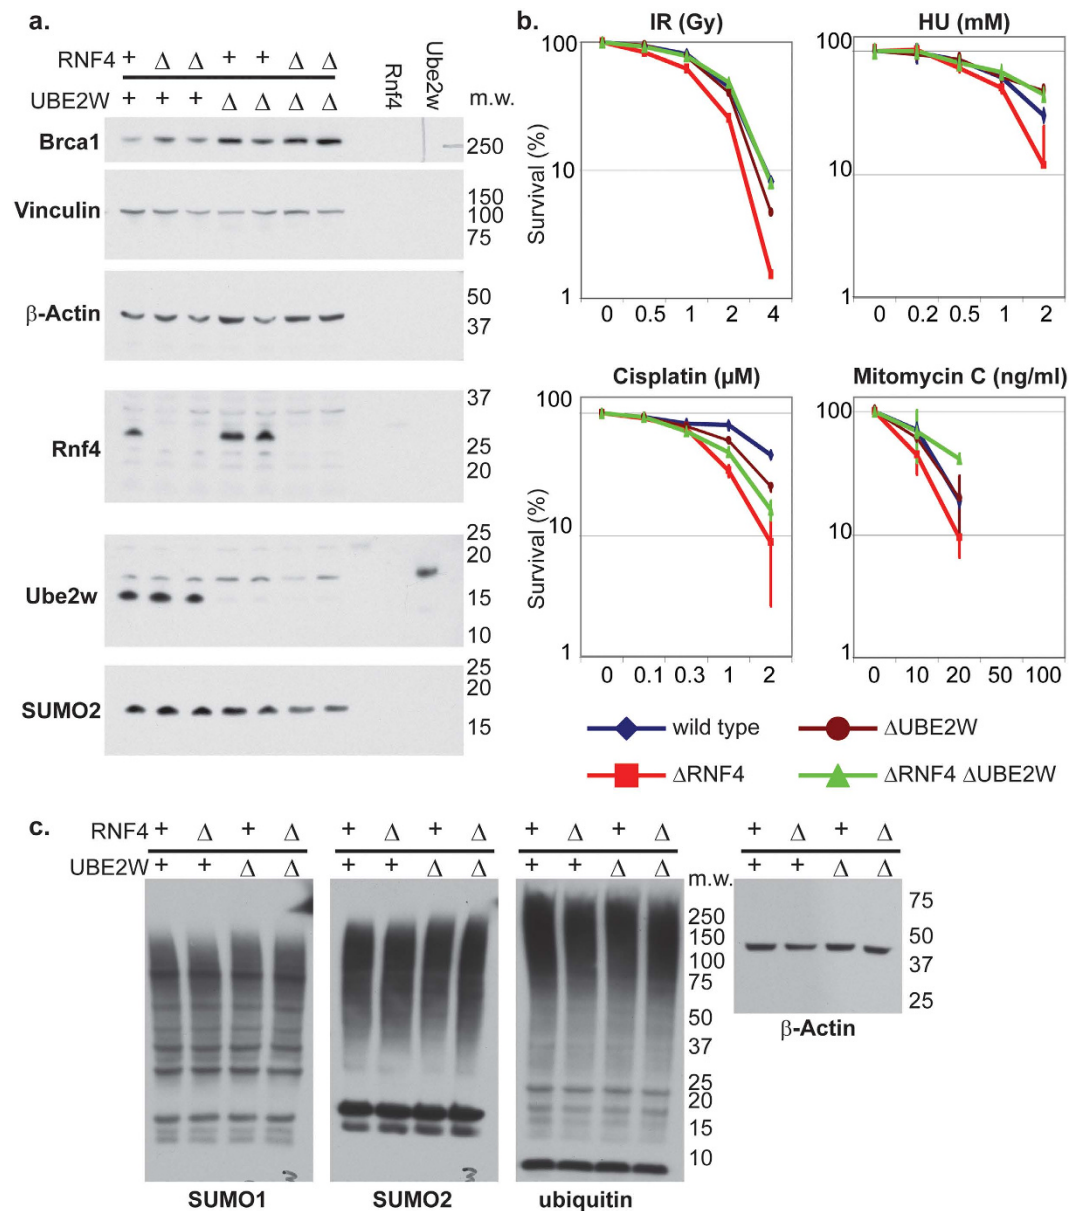 a.
RNF4 + Δ Δ + + Δ Δ Rnf4 Ube2w
UBE2W + + + Δ Δ Δ Δ m.w.
Brca1 250
Vinculin 150
100
75
β-Actin 50
37
Rnf4 37
25
20
Ube2w 25
20
15
10
SUMO2 25
20
15
b.
IR (Gy)
Survival (%)
100
10
1
0 0.5 1 2 4
HU (mM)
100
10
1
0 0.2 0.5 1 2
Cisplatin (µM)
Survival (%)
100
10
1
0 0.1 0.3 1 2
Mitomycin C (ng/ml)
100
10
1
0 10 20 50 100
wild type ΔUBE2W
ΔRNF4 ΔRNF4 ΔUBE2W
c.
RNF4 + Δ + Δ + Δ + Δ + Δ + Δ + Δ + Δ
UBE2W + + Δ Δ + + Δ Δ + + Δ Δ + + Δ Δ
m.w.
250
150
100
75
50
37
25
20
15
10
75
50
37
25
β-Actin
3 3
SUMO1 SUMO2 ubiquitin